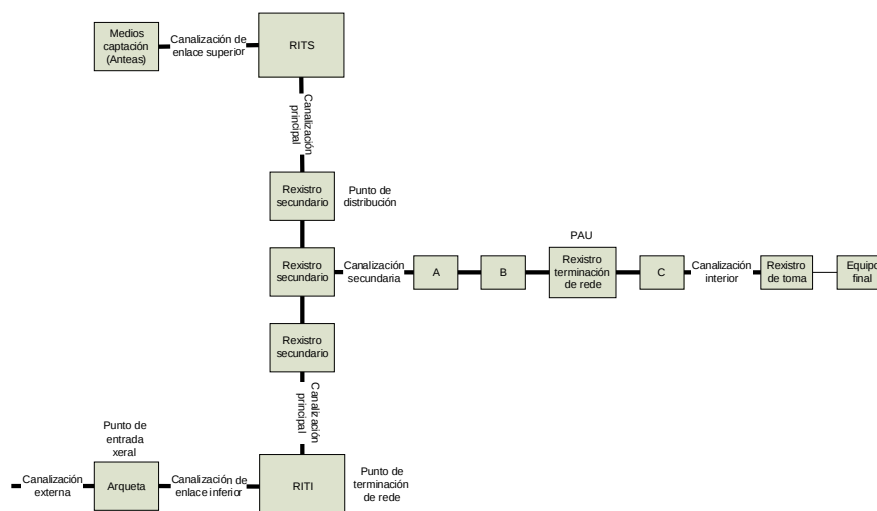 Medios
captación
(Anteas)
Canalización de
enlace superior
RITS
Canalización
principal
Rexistro
secundario
Punto de
distribución
Rexistro
secundario
Canalización
secundaria
A
B
PAU
Rexistro
terminación
de rede
C
Canalización
interior
Rexistro
de toma
Equipo
final
Rexistro
secundario
Canalización
principal
Punto de
entrada
xeral
Canalización
externa
Arqueta
Canalización de
enlace inferior
RITI
Punto de
terminación
de rede